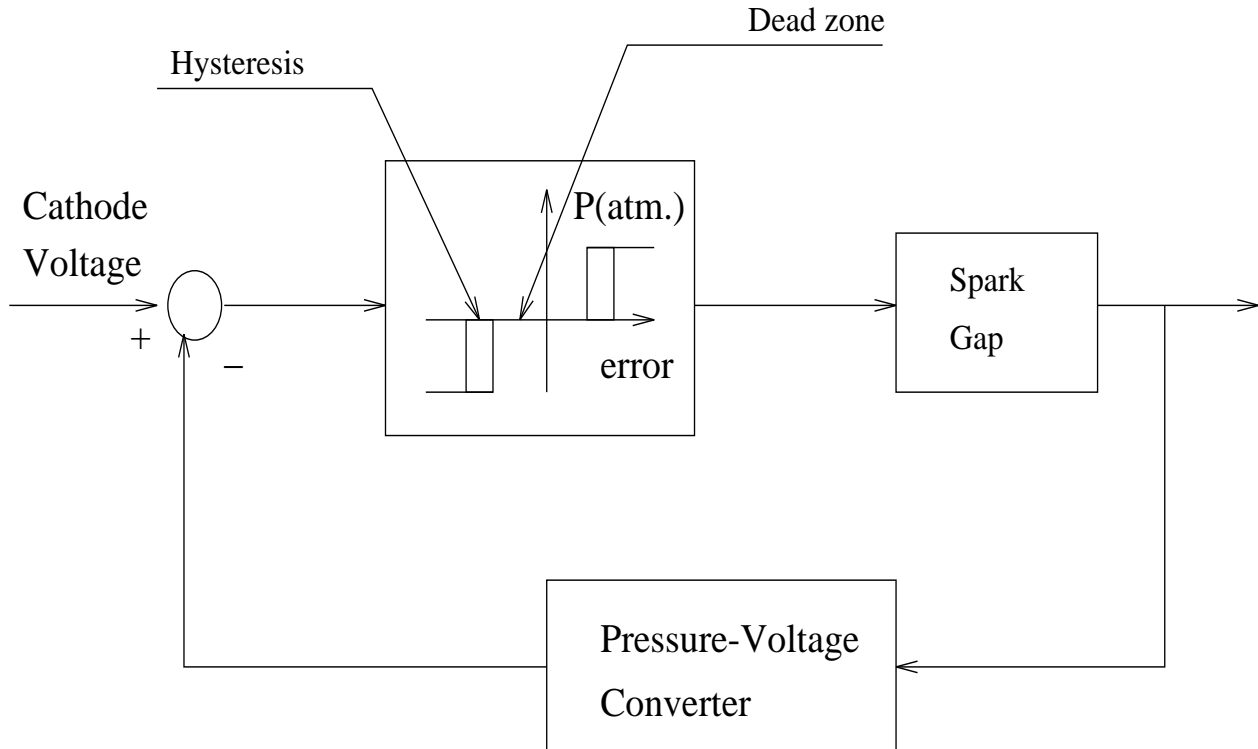 Dead zone
Hysteresis
Cathode
Voltage
+
−
P(atm.)
error
Spark
Gap
Pressure-Voltage
Converter